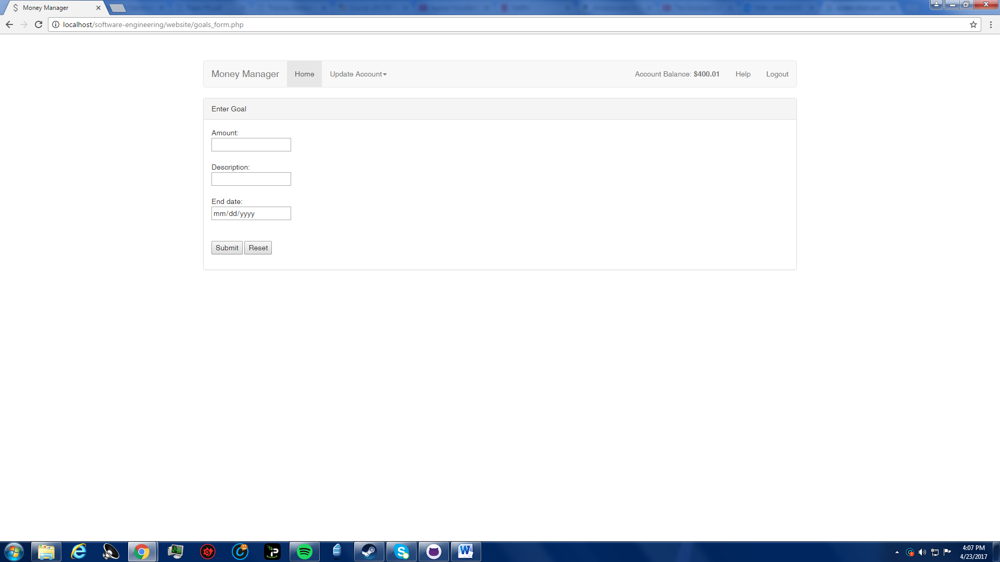 Money Manager
localhost/software-engineering/website/goals_form.php
Money Manager Home Update Account Account Balance: $400.01 Help Logout
Enter Goal
Amount:
Description:
End date:
mm/dd/yyyy
Submit Reset
4:07 PM
4/23/2017